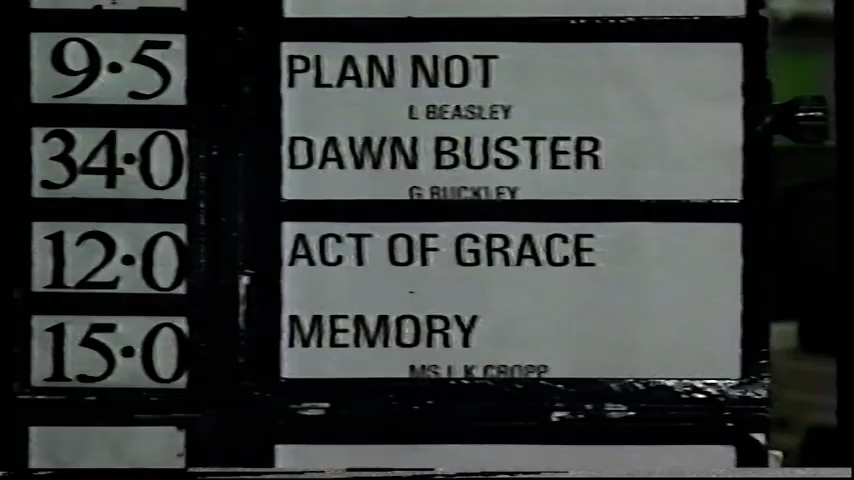 9·5 PLAN NOT
L BEASLEY
34·0 DAWN BUSTER
G BUCKLEY
12·0 ACT OF GRACE
15·0 MEMORY
MS L K CROPP